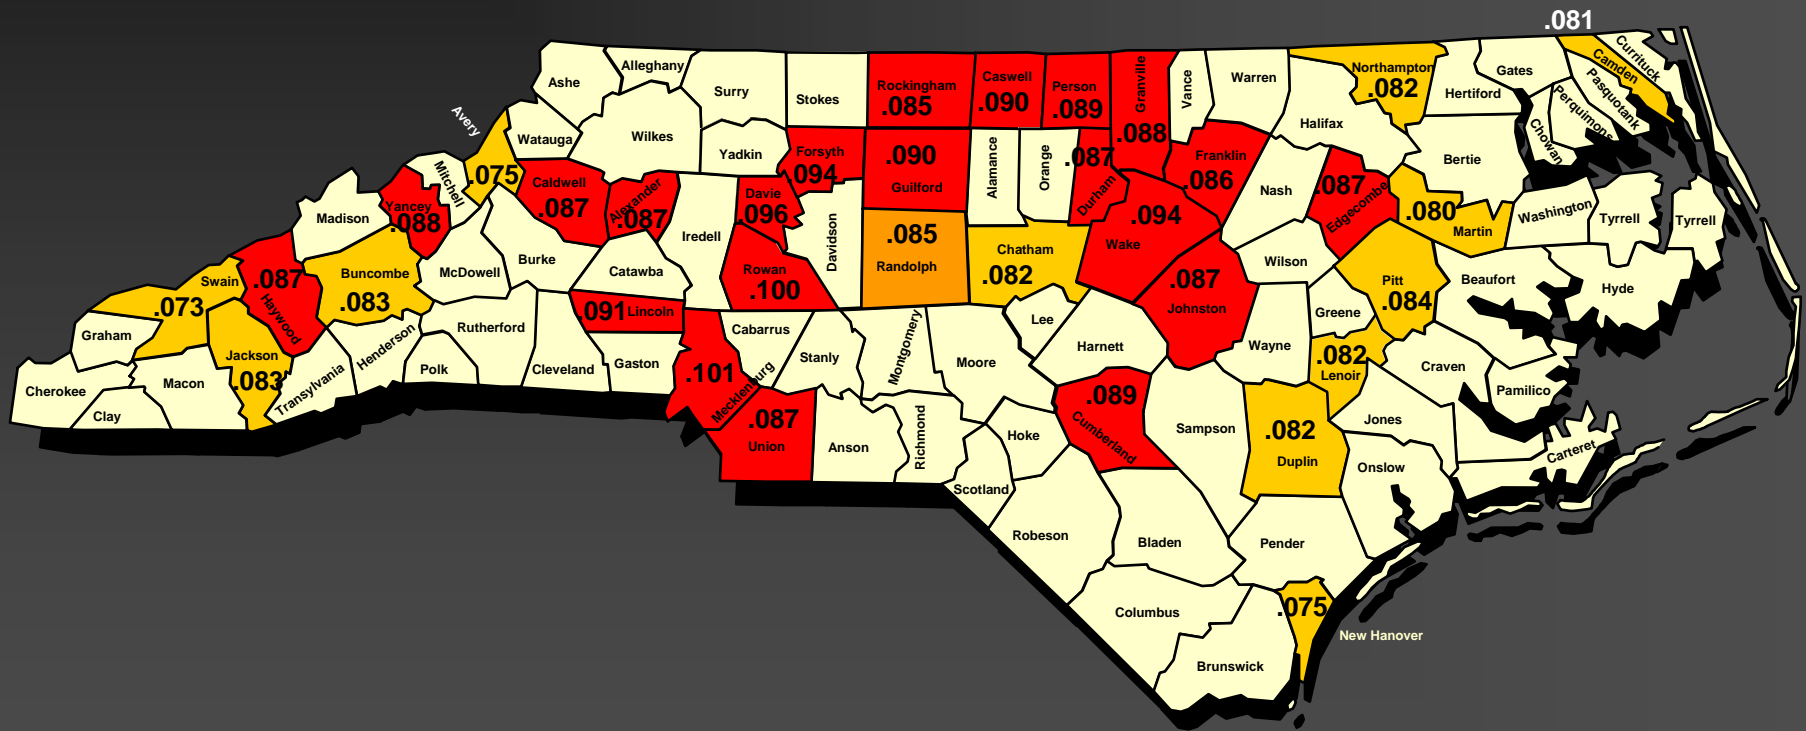 .081
Ashe
Alleghany
Surry
Stokes
Rockingham
.085
Caswell
.090
Person
.089
Granville
.088
Vance
Warren
Northampton
.082
Hertiford
Gates
Camden
Currituck
Pasquotank
Perquimons
Chowan
Avery
.075
Watauga
Wilkes
Yadkin
Forsyth
.094
.090
Guilford
Alamance
Orange
.087
Durham
Franklin
.086
Halifax
Nash
.087
Edgecombe
Bertie
.080
Martin
Washington
Tyrrell
Tyrrell
Mitchell
Yancey
.088
Madison
Caldwell
.087
Alexander
.087
Davie
.096
Iredell
Davidson
.085
Randolph
Chatham
.082
.094
Wake
.087
Johnston
Wilson
Pitt
.084
Beaufort
Hyde
Swain
.073
.087
Haywood
Buncombe
.083
McDowell
Burke
Catawba
Rowan
.100
.091
Lincoln
Graham
Jackson
.083
Henderson
Rutherford
Polk
Cleveland
Gaston
.101
Mecklenburg
Cabarrus
Stanly
Montgomery
Moore
Lee
Harnett
Wayne
Greene
.082
Lenoir
Craven
Pamilico
Cherokee
Clay
Macon
Transylvania
.087
Union
Anson
Richmond
Hoke
Scotland
.089
Cumberland
Sampson
.082
Duplin
Jones
Onslow
Carteret
Robeson
Bladen
Pender
Columbus
.075
New Hanover
Brunswick